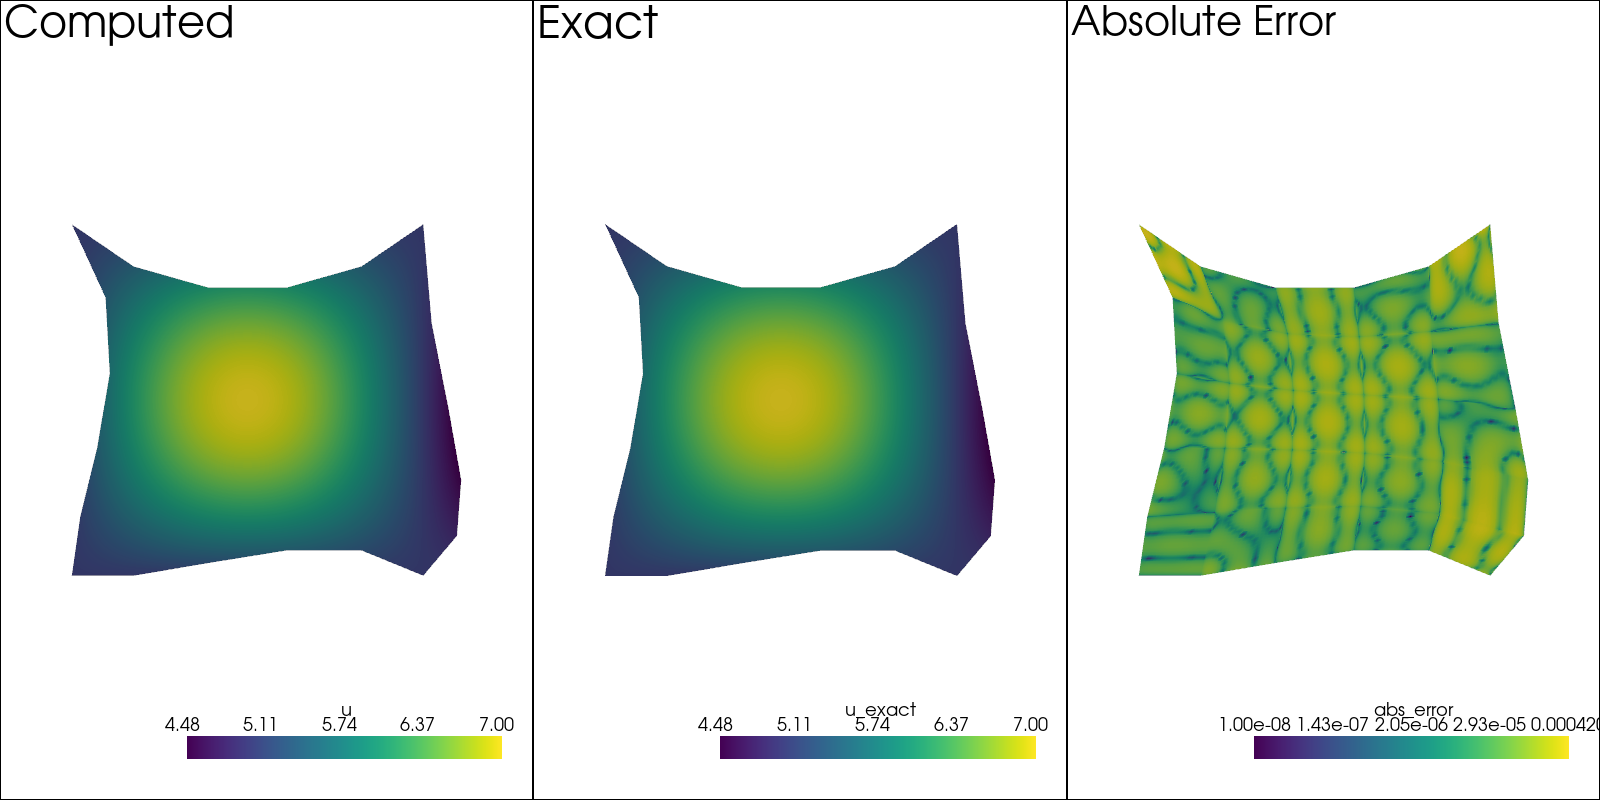 Computed
Exact
Absolute Error
u
4.48 5.11 5.74 6.37 7.00
u_exact
4.48 5.11 5.74 6.37 7.00
abs_error
1.00e-08 1.43e-07 2.05e-06 2.93e-05 0.000420